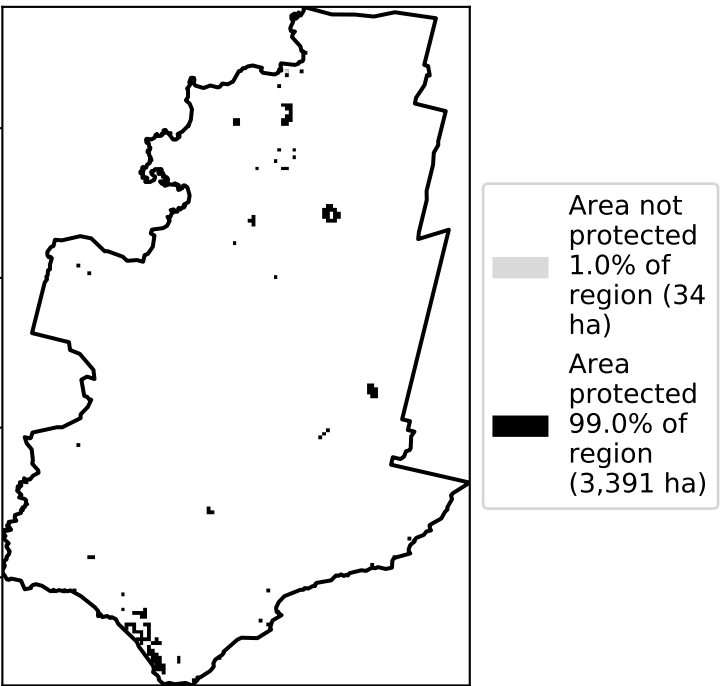 Area not
protected
1.0% of
region (34
ha)
Area
protected
99.0% of
region
(3,391 ha)